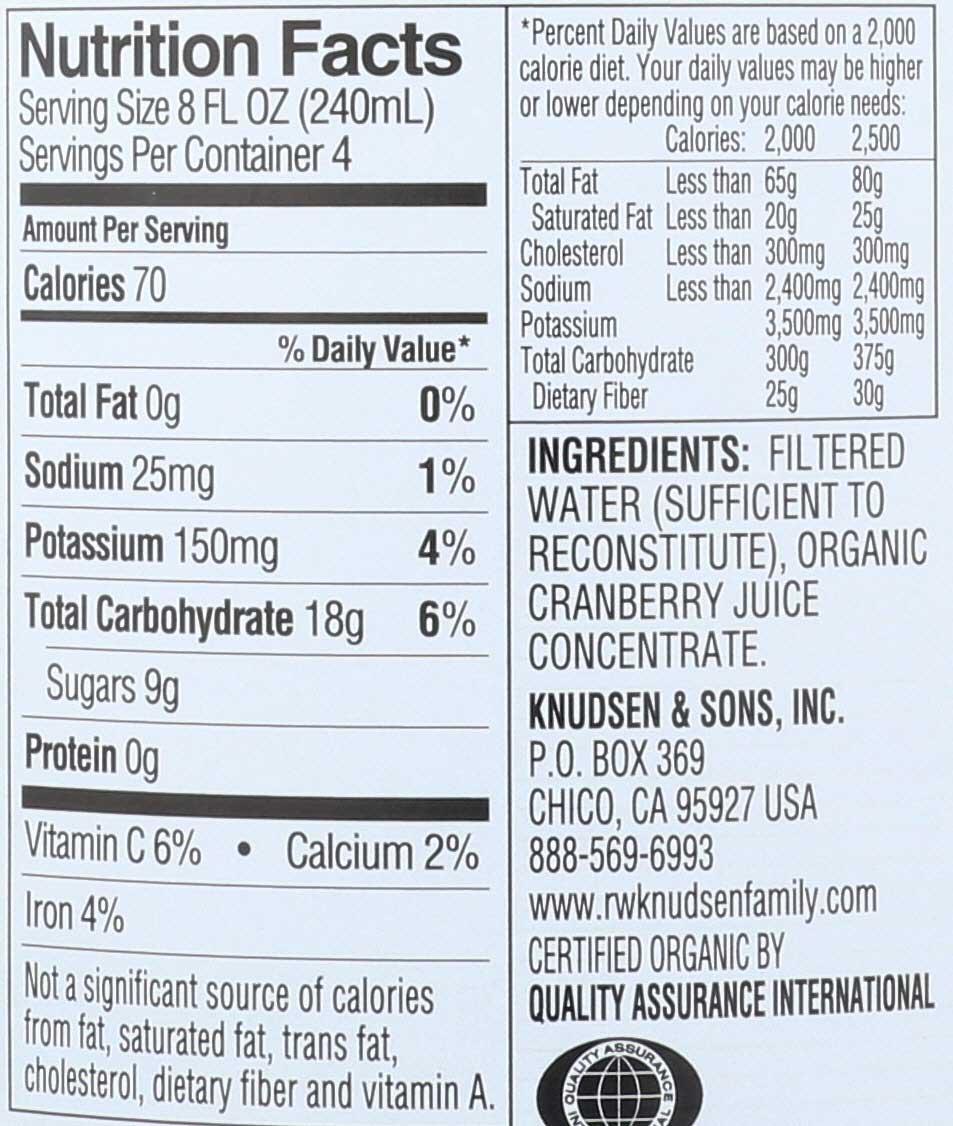 Nutrition Facts
Serving Size 8 FL OZ (240mL)
Servings Per Container 4
Amount Per Serving
Calories 70
% Daily Value*
Total Fat 0g 0%
Sodium 25mg 1%
Potassium 150mg 4%
Total Carbohydrate 18g 6%
Sugars 9g
Protein 0g
Vitamin C 6% • Calcium 2%
Iron 4%
Not a significant source of calories
from fat, saturated fat, trans fat,
cholesterol, dietary fiber and vitamin A.
*Percent Daily Values are based on a 2,000
calorie diet. Your daily values may be higher
or lower depending on your calorie needs:
Calories: 2,000 2,500
Total Fat Less than 65g 80g
Saturated Fat Less than 20g 25g
Cholesterol Less than 300mg 300mg
Sodium Less than 2,400mg 2,400mg
Potassium 3,500mg 3,500mg
Total Carbohydrate 300g 375g
Dietary Fiber 25g 30g
INGREDIENTS: FILTERED
WATER (SUFFICIENT TO
RECONSTITUTE), ORGANIC
CRANBERRY JUICE
CONCENTRATE.
KNUDSEN & SONS, INC.
P.O. BOX 369
CHICO, CA 95927 USA
888-569-6993
www.rwknudsenfamily.com
CERTIFIED ORGANIC BY
QUALITY ASSURANCE INTERNATIONAL
QUALITY ASSURANCE